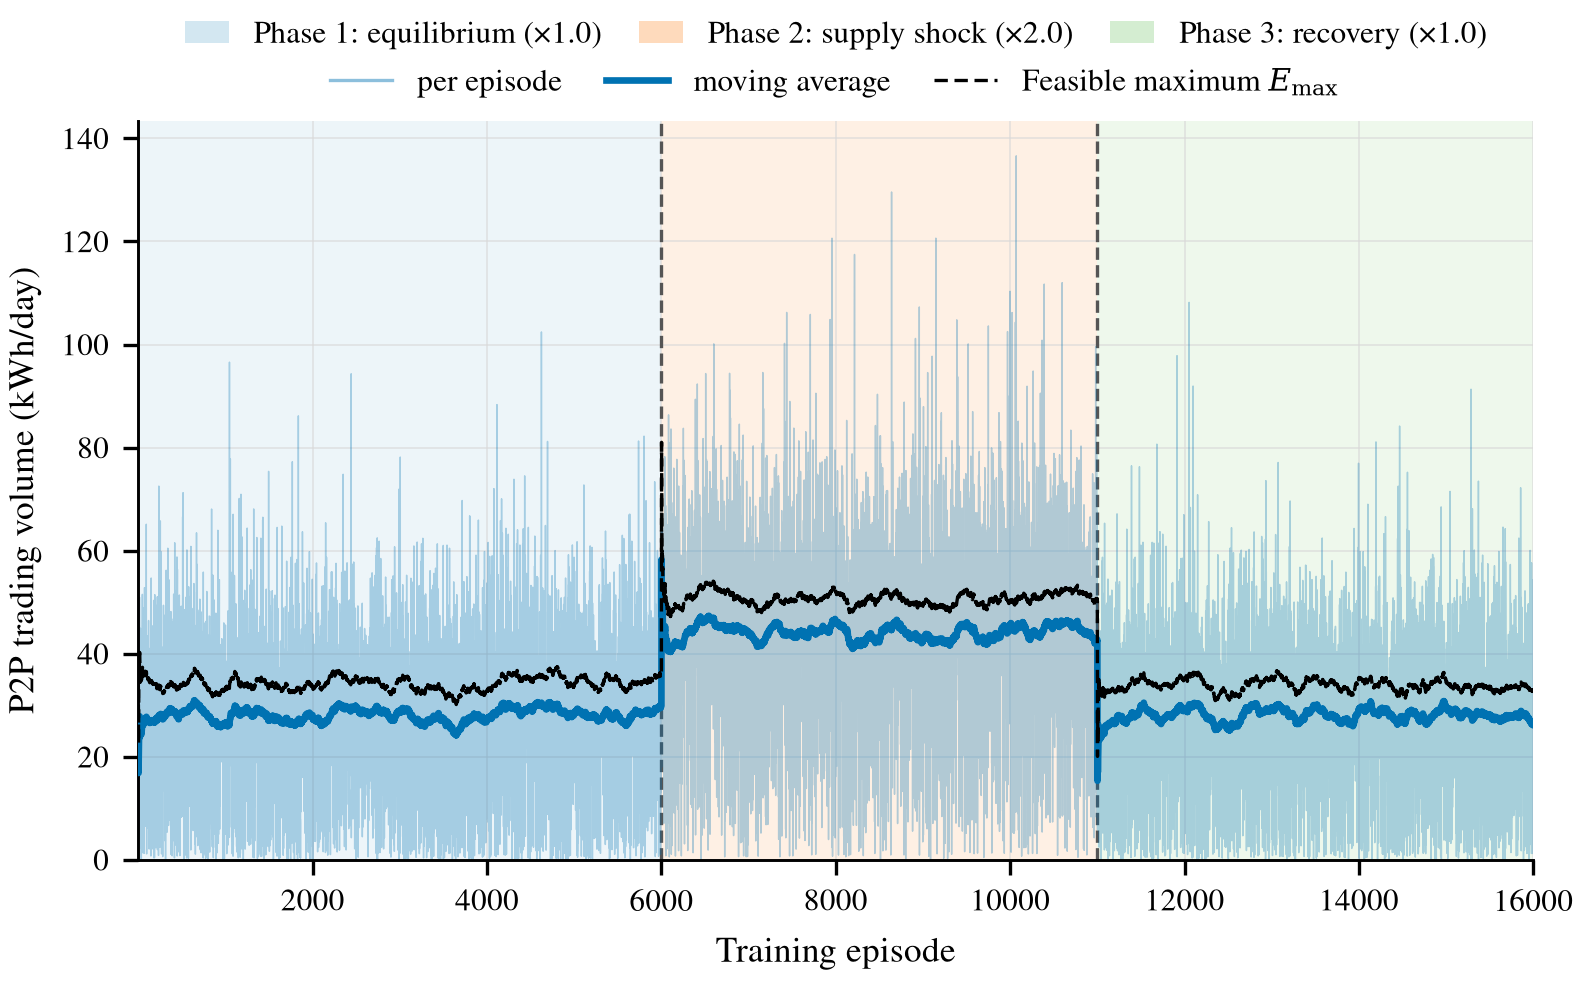 Phase 1: equilibrium (×1.0) Phase 2: supply shock (×2.0) Phase 3: recovery (×1.0)
per episode moving average Feasible maximum E_max
P2P trading volume (kWh/day)
140
120
100
80
60
40
20
0
2000 4000 6000 8000 10000 12000 14000 16000
Training episode